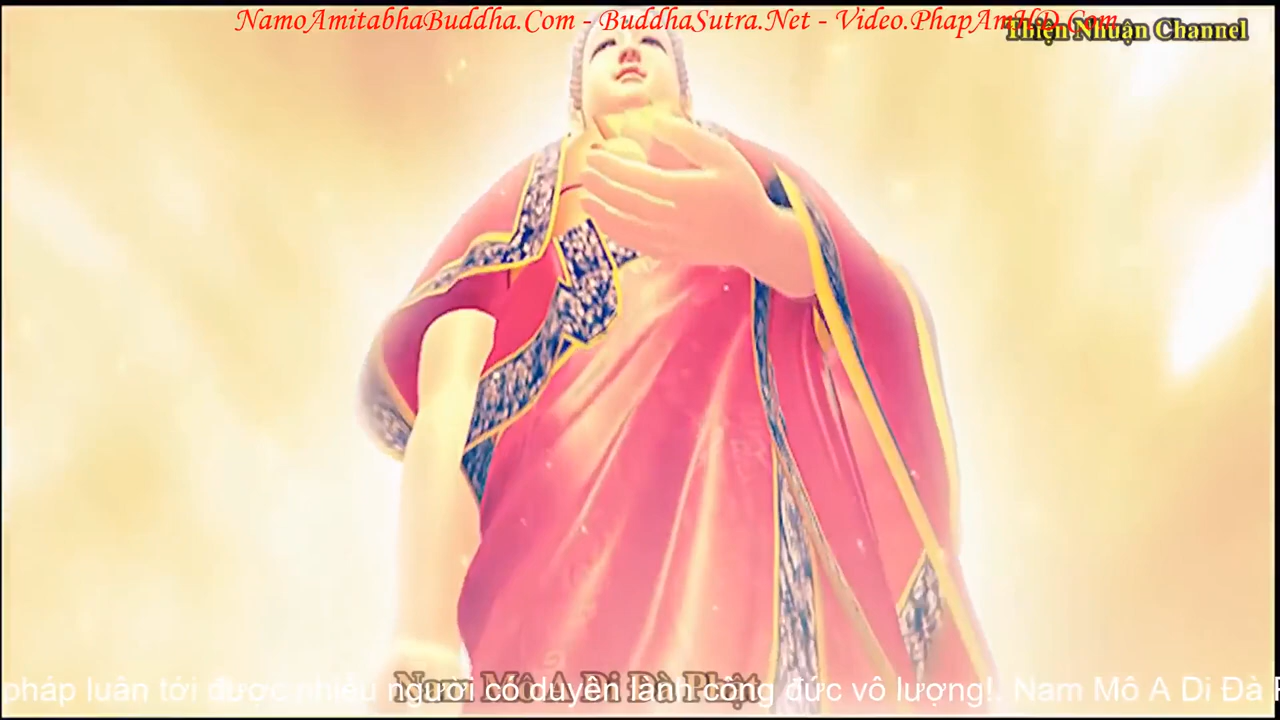 NamoAmitabhaBuddha.Com - BuddhaSutra.Net - Video.PhapAmHD.Com
Thiện Nhuận Channel
Nam Mô A Di Đà Phật
pháp luân tới được nhiều người có duyên lành công đức vô lượng!. Nam Mô A Di Đà